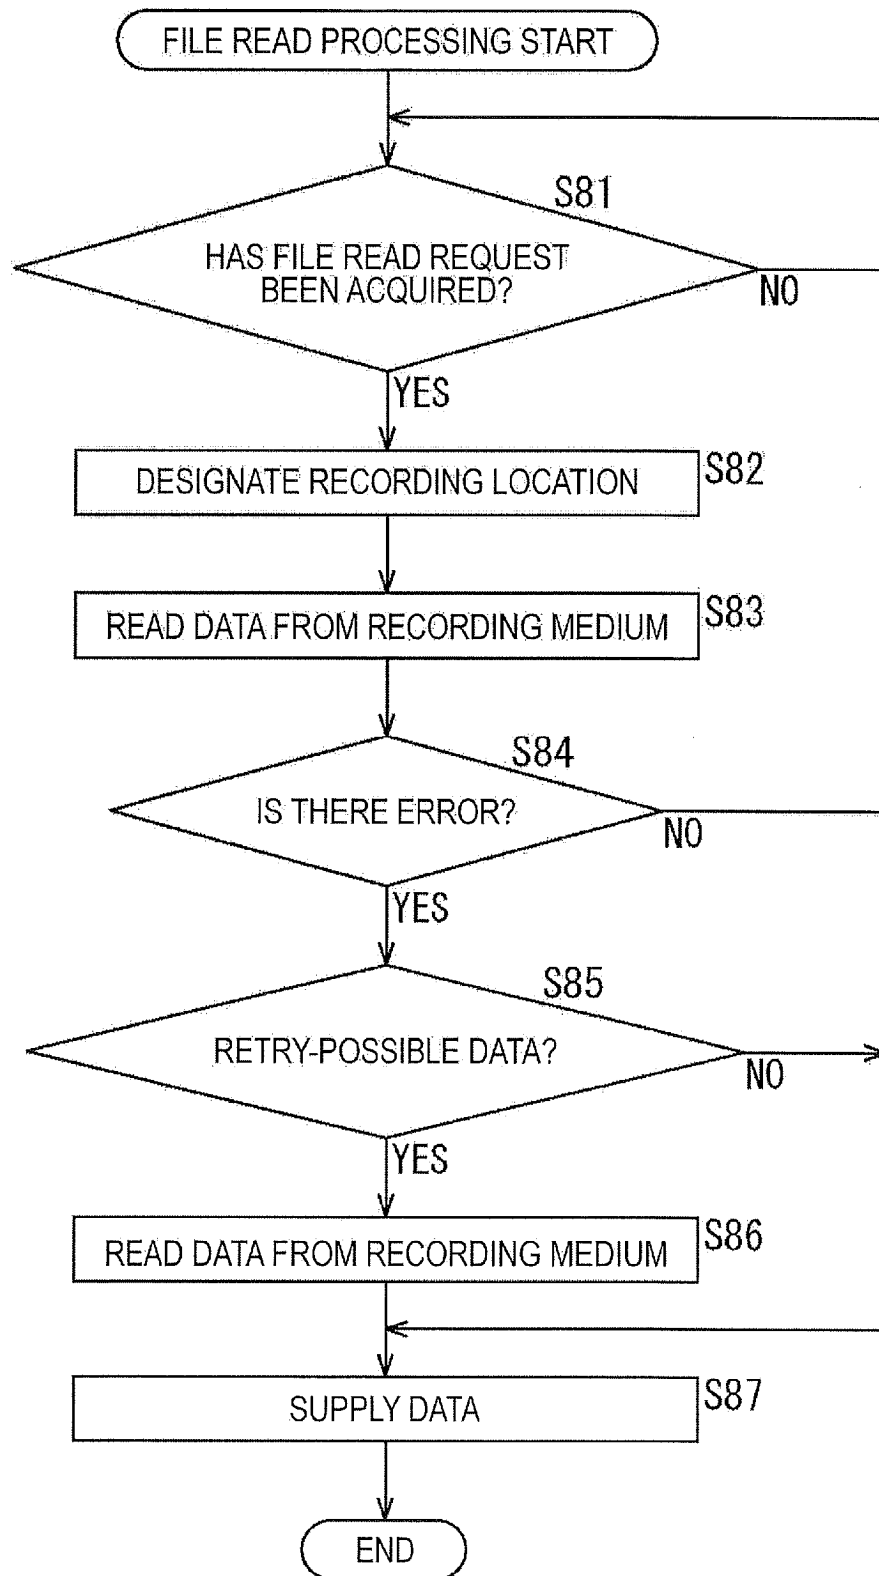 FILE READ PROCESSING START
S81
HAS FILE READ REQUEST
BEEN ACQUIRED?
NO
YES
DESIGNATE RECORDING LOCATION
S82
READ DATA FROM RECORDING MEDIUM
S83
S84
IS THERE ERROR?
NO
YES
S85
RETRY-POSSIBLE DATA?
NO
YES
READ DATA FROM RECORDING MEDIUM
S86
SUPPLY DATA
S87
END